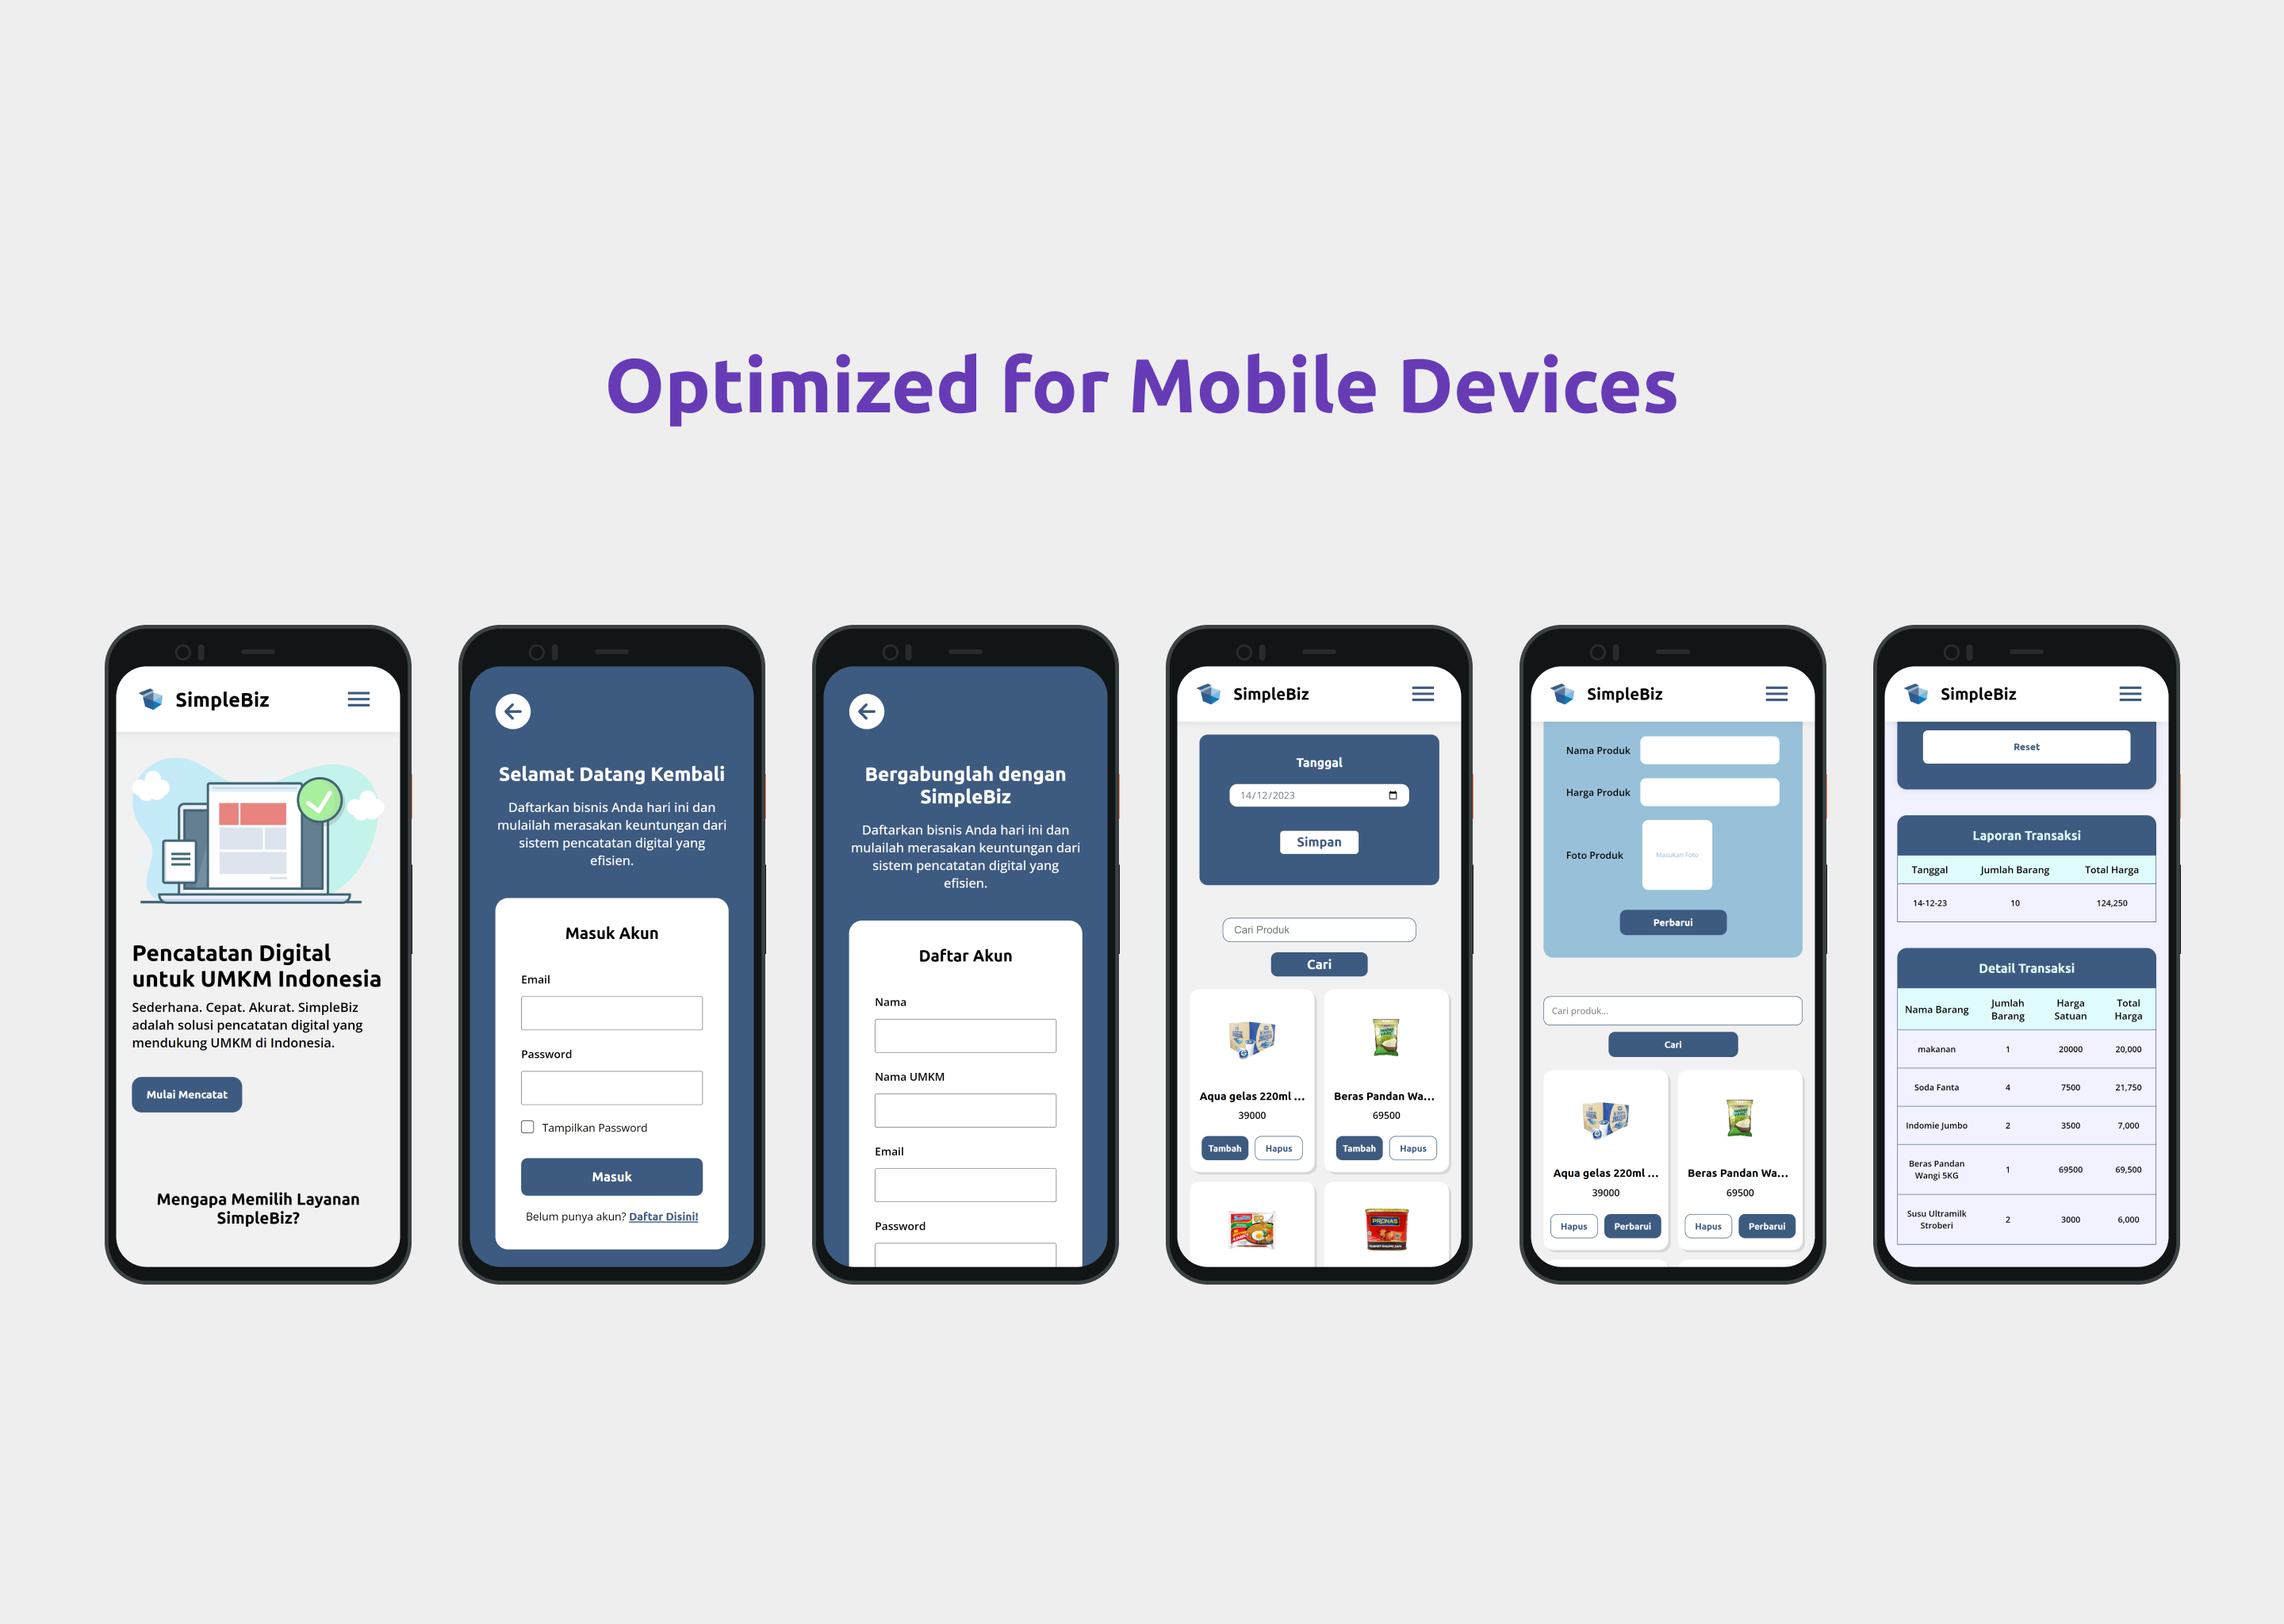 Optimized for Mobile Devices
SimpleBiz
Pencatatan Digital
untuk UMKM Indonesia
Sederhana. Cepat. Akurat. SimpleBiz
adalah solusi pencatatan digital yang
mendukung UMKM di Indonesia.
Mulai Mencatat
Mengapa Memilih Layanan
SimpleBiz?
Selamat Datang Kembali
Daftarkan bisnis Anda hari ini dan
mulailah merasakan keuntungan dari
sistem pencatatan digital yang
efisien.
Masuk Akun
Email
Password
Tampilkan Password
Masuk
Belum punya akun? Daftar Disini!
Bergabunglah dengan
SimpleBiz
Daftarkan bisnis Anda hari ini dan
mulailah merasakan keuntungan dari
sistem pencatatan digital yang
efisien.
Daftar Akun
Nama
Nama UMKM
Email
Password
SimpleBiz
Tanggal
14/12/2023
Simpan
Cari Produk
Cari
Aqua gelas 220ml ...
39000
Tambah Hapus
Beras Pandan Wa...
69500
Tambah Hapus
PRONAS
SimpleBiz
Nama Produk
Harga Produk
Foto Produk
Masukan Foto
Perbarui
Cari produk...
Cari
Aqua gelas 220ml ...
39000
Hapus Perbarui
Beras Pandan Wa...
69500
Hapus Perbarui
SimpleBiz
Reset
Laporan Transaksi
Tanggal Jumlah Barang Total Harga
14-12-23 10 124,250
Detail Transaksi
Nama Barang Jumlah Barang Harga Satuan Total Harga
makanan 1 20000 20,000
Soda Fanta 4 7500 21,750
Indomie Jumbo 2 3500 7,000
Beras Pandan Wangi 5KG 1 69500 69,500
Susu Ultramilk Stroberi 2 3000 6,000